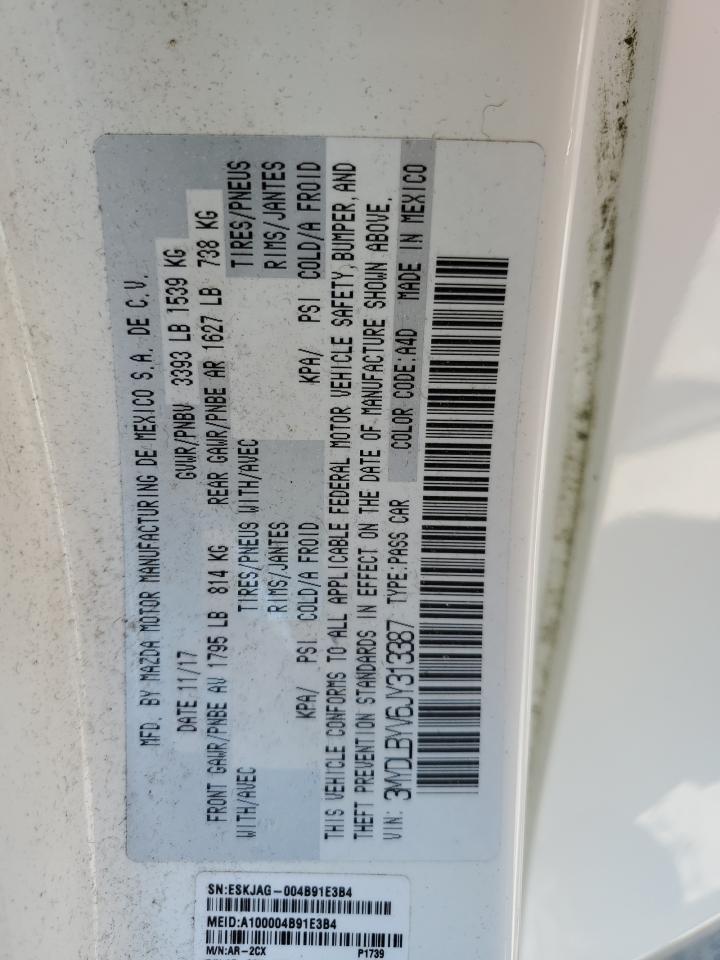 MFD. BY MAZDA MOTOR MANUFACTURING DE MEXICO S.A. DE C.V.
DATE:11/17 GVWR/PNBV 3393 LB 1539 KG
FRONT GAWR/PNBE AV 1795 LB 814 KG REAR GAWR/PNBE AR 1627 LB 738 KG
WITH/AVEC TIRES/PNEUS WITH/AVEC TIRES/PNEUS
RIMS/JANTES RIMS/JANTES
KPA/ PSI COLD/A FROID KPA/ PSI COLD/A FROID
THIS VEHICLE CONFORMS TO ALL APPLICABLE FEDERAL MOTOR VEHICLE SAFETY, BUMPER, AND
THEFT PREVENTION STANDARDS IN EFFECT ON THE DATE OF MANUFACTURE SHOWN ABOVE.
VIN: 3MYDLBYV6JY313387 TYPE:PASS CAR COLOR CODE:A4D MADE IN MEXICO
SN:ESKJAG-004B91E3B4
MEID:A100004B91E3B4
M/N:AR-2CX P1739